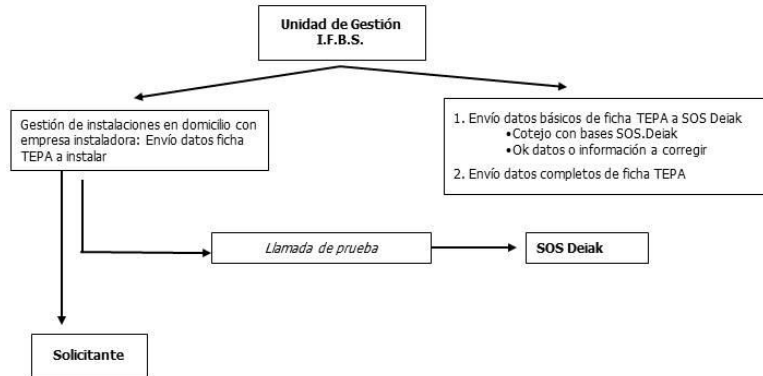 Unidad de Gestión
I.F.B.S.
Gestión de instalaciones en domicilio con
empresa instaladora: Envío datos ficha
TEPA a instalar
1. Envío datos básicos de ficha TEPA a SOS Deiak
•Cotejo con bases SOS.Deiak
•Ok datos o información a corregir
2. Envío datos completos de ficha TEPA
Llamada de prueba
SOS Deiak
Solicitante